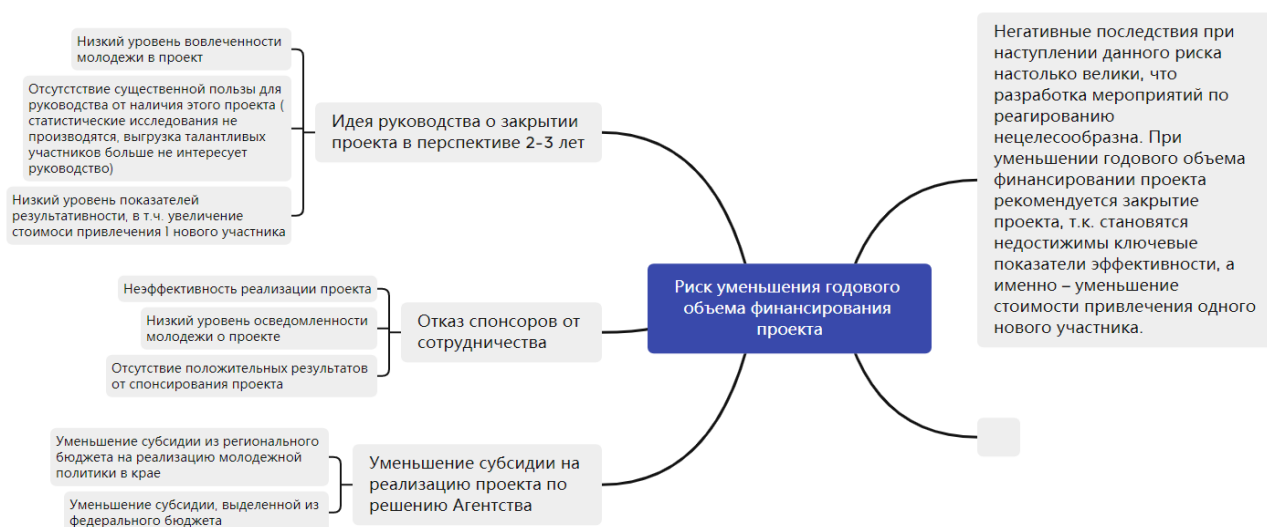 Низкий уровень вовлеченности
молодежи в проект
Отсутстствие существенной пользы для
руководства от наличия этого проекта (
статистические исследования не
производятся, выгрузка талантливых
участников больше не интересует
руководство)
Низкий уровень показателей
результативности, в т.ч. увеличение
стоимоси привлечения 1 нового участника
Идея руководства о закрытии
проекта в перспективе 2-3 лет
Неэффективность реализации проекта
Низкий уровень осведомленности
молодежи о проекте
Отсутствие положительных результатов
от спонсирования проекта
Отказ спонсоров от
сотрудничества
Уменьшение субсидии из регионального
бюджета на реализацию молодежной
политики в крае
Уменьшение субсидии, выделенной из
федерального бюджета
Уменьшение субсидии на
реализацию проекта по
решению Агентства
Риск уменьшения годового
объема финансирования
проекта
Негативные последствия при
наступлении данного риска
настолько велики, что
разработка мероприятий по
реагированию
нецелесообразна. При
уменьшении годового объема
финансировании проекта
рекомендуется закрытие
проекта, т.к. становятся
недостижимы ключевые
показатели эффективности, а
именно – уменьшение
стоимости привлечения одного
нового участника.